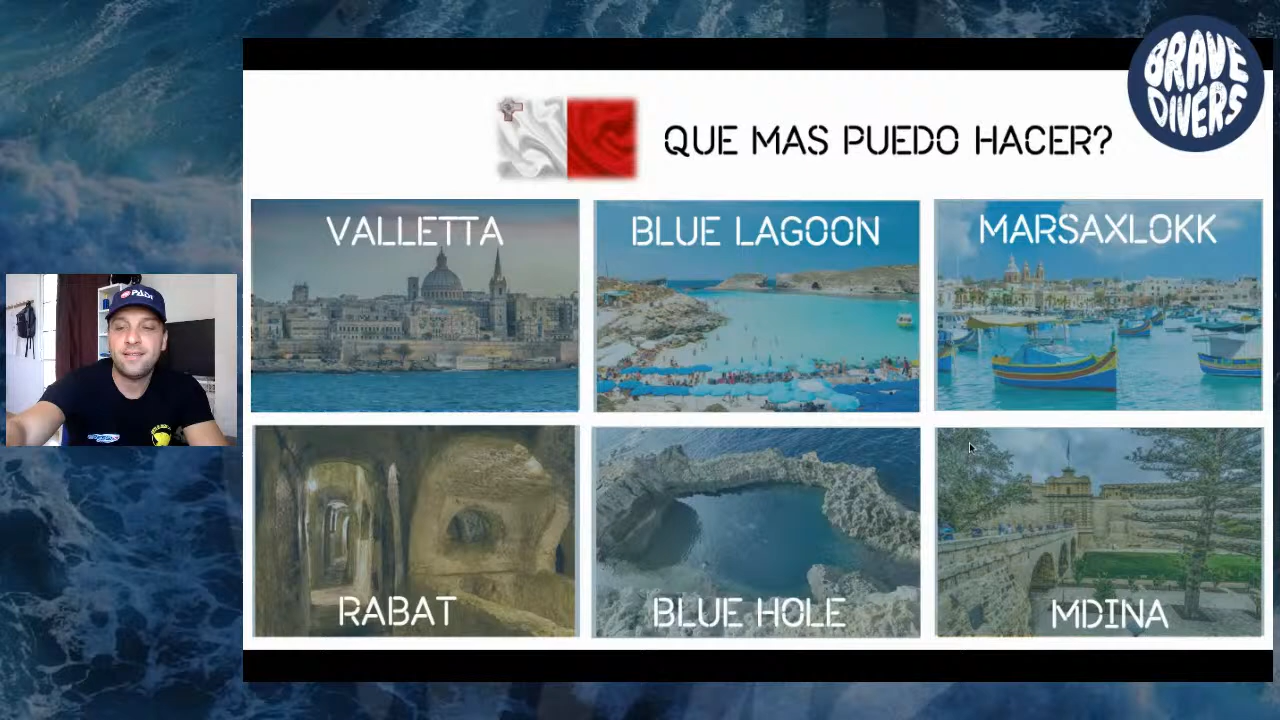 BRAVE
DIVERS
QUE MAS PUEDO HACER?
VALLETTA
BLUE LAGOON
MARSAXLOKK
PADI
RABAT
BLUE HOLE
MDINA